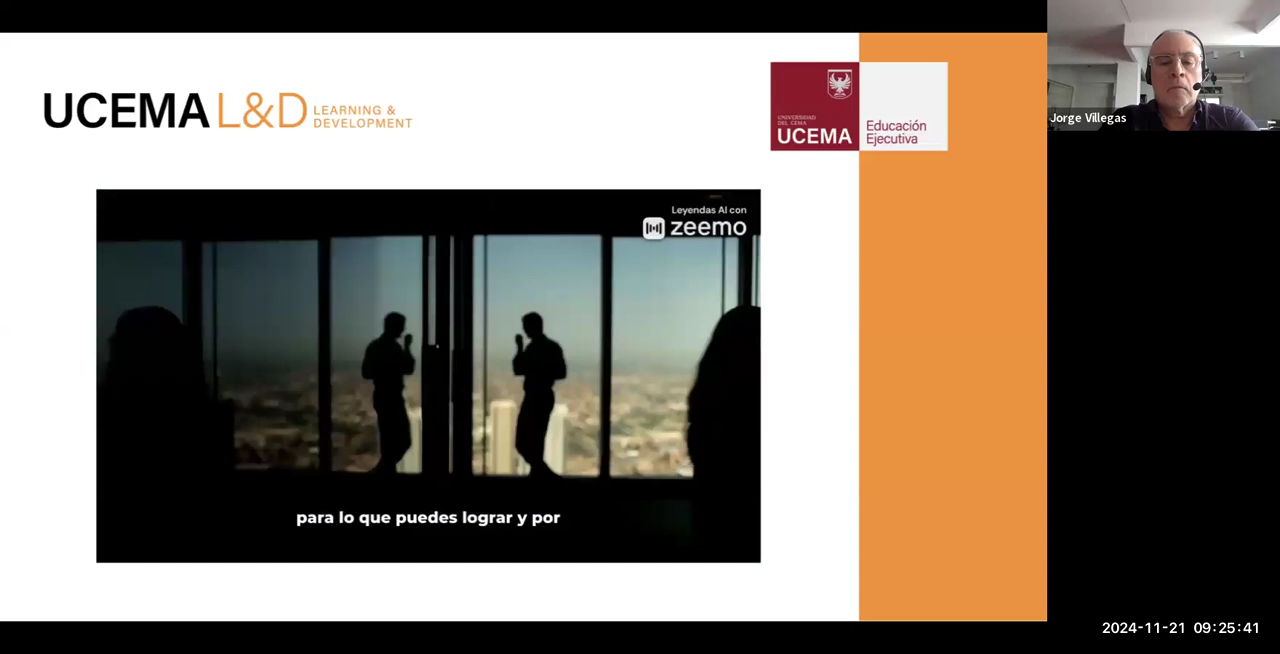 UCEMA L&D LEARNING &
DEVELOPMENT
UNIVERSIDAD
DEL CEMA
UCEMA
Educación
Ejecutiva
Jorge Villegas
Leyendas AI con
zeemo
para lo que puedes lograr y por
2024-11-21 09:25:41